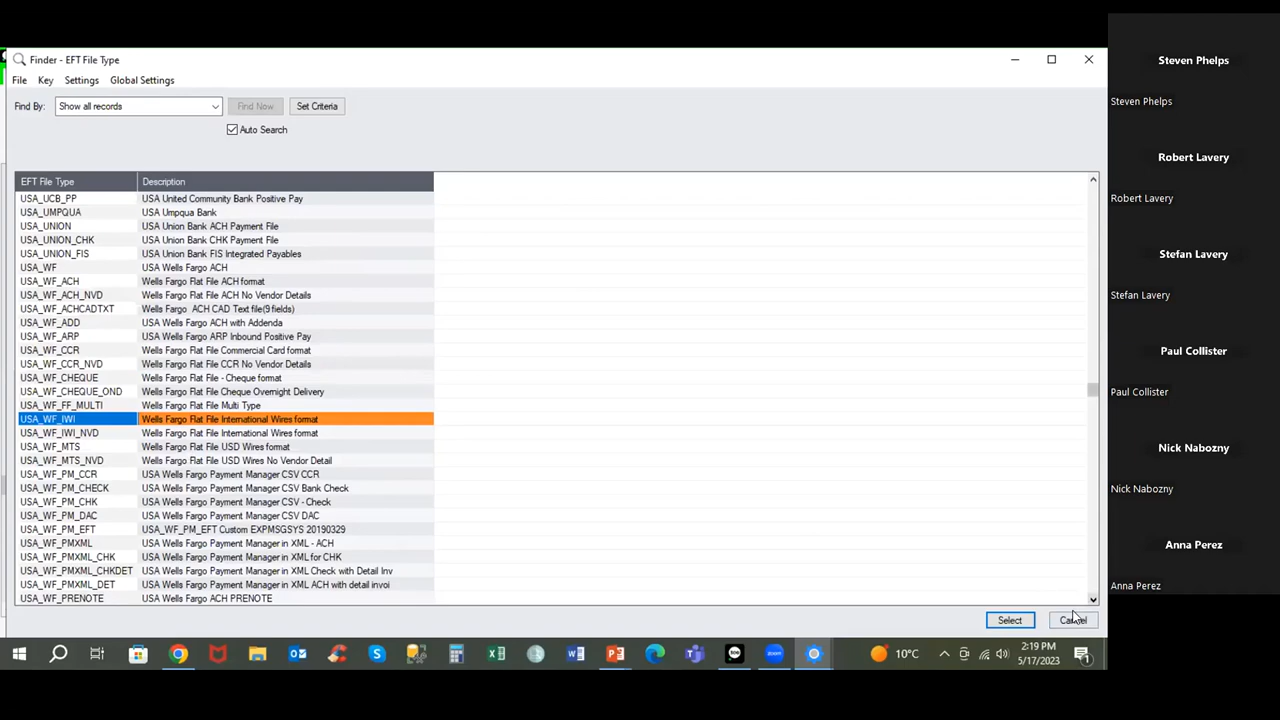 Finder - EFT File Type
File Key Settings Global Settings
Find By: Show all records Find Now Set Criteria
Auto Search
EFT File Type Description
USA_UCB_PP USA United Community Bank Positive Pay
USA_UMPQUA USA Umpqua Bank
USA_UNION USA Union Bank ACH Payment File
USA_UNION_CHK USA Union Bank CHK Payment File
USA_UNION_FIS USA Union Bank FIS Integrated Payables
USA_WF USA Wells Fargo ACH
USA_WF_ACH Wells Fargo Flat File ACH format
USA_WF_ACH_NVD Wells Fargo Flat File ACH No Vendor Details
USA_WF_ACHCADTXT Wells Fargo ACH CAD Text file(9 fields)
USA_WF_ADD USA Wells Fargo ACH with Addenda
USA_WF_ARP USA Wells Fargo ARP Inbound Positive Pay
USA_WF_CCR Wells Fargo Flat File Commercial Card format
USA_WF_CCR_NVD Wells Fargo Flat File CCR No Vendor Details
USA_WF_CHEQUE Wells Fargo Flat File - Cheque format
USA_WF_CHEQUE_OND Wells Fargo Flat File Cheque Overnight Delivery
USA_WF_FF_MULTI Wells Fargo Flat File Multi Type
USA_WF_IWI Wells Fargo Flat File International Wires format
USA_WF_IWI_NVD Wells Fargo Flat File International Wires format
USA_WF_MTS Wells Fargo Flat File USD Wires format
USA_WF_MTS_NVD Wells Fargo Flat File USD Wires No Vendor Detail
USA_WF_PM_CCR USA Wells Fargo Payment Manager CSV CCR
USA_WF_PM_CHECK USA Wells Fargo Payment Manager CSV Bank Check
USA_WF_PM_CHK USA Wells Fargo Payment Manager CSV - Check
USA_WF_PM_DAC USA Wells Fargo Payment Manager CSV DAC
USA_WF_PM_EFT USA_WF_PM_EFT Custom EXPMSGSYS 20190329
USA_WF_PMXML USA Wells Fargo Payment Manager in XML - ACH
USA_WF_PMXML_CHK USA Wells Fargo Payment Manager in XML for CHK
USA_WF_PMXML_CHKDET USA Wells Fargo Payment Manager in XML Check with Detail Inv
USA_WF_PMXML_DET USA Wells Fargo Payment Manager in XML ACH with detail invoi
USA_WF_PRENOTE USA Wells Fargo ACH PRENOTE
Select Cancel
10°C
2:19 PM
5/17/2023
1
Steven Phelps
Steven Phelps
Robert Lavery
Robert Lavery
Stefan Lavery
Stefan Lavery
Paul Collister
Paul Collister
Nick Nabozny
Nick Nabozny
Anna Perez
Anna Perez